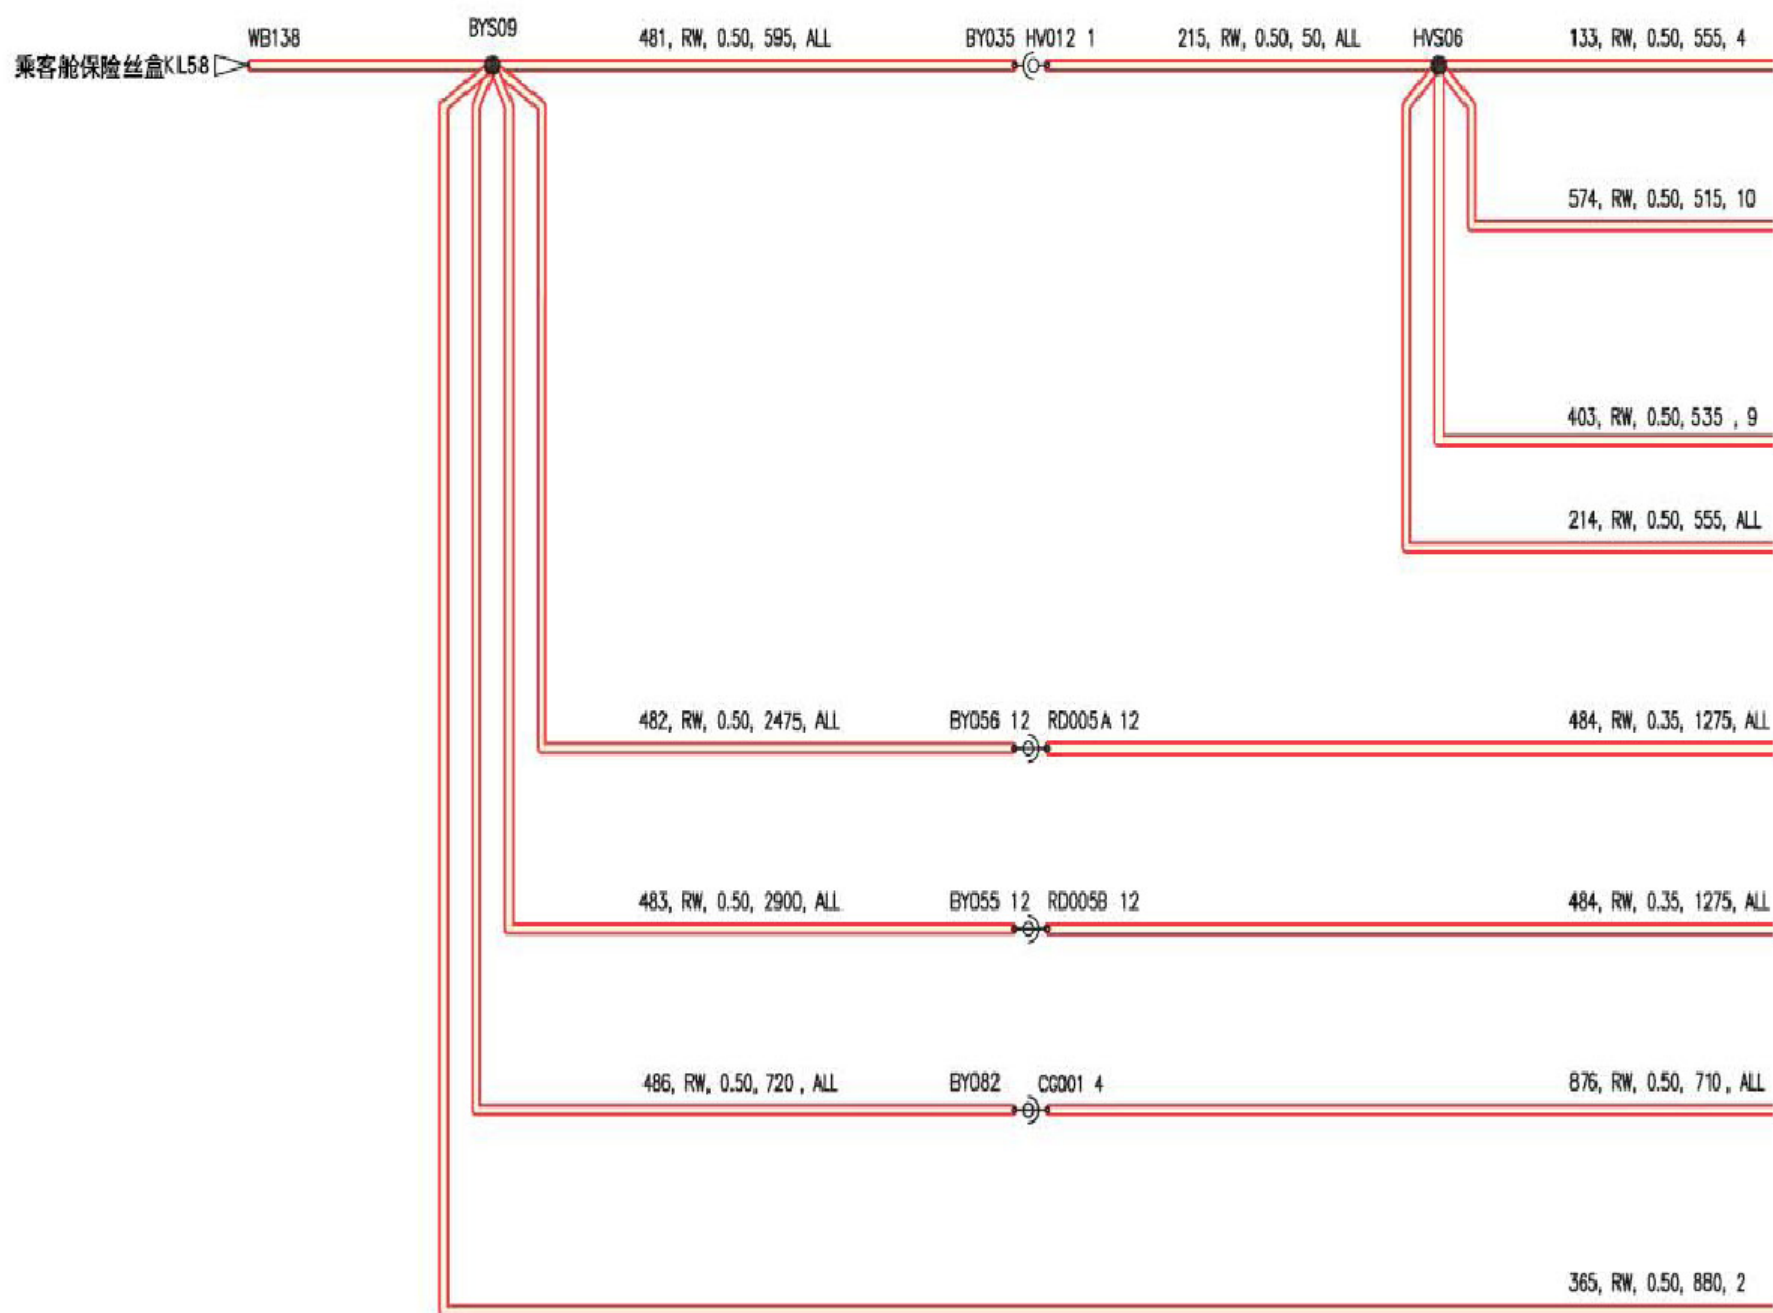 WB138 BYS09 481, RW, 0.50, 595, ALL BY035 HV012 1 215, RW, 0.50, 50, ALL HVS06 133, RW, 0.50, 555, 4
乘客舱保险丝盒KL58
574, RW, 0.50, 515, 10
403, RW, 0.50, 535 , 9
214, RW, 0.50, 555, ALL
482, RW, 0.50, 2475, ALL BY056 12 RD005A 12 484, RW, 0.35, 1275, ALL
483, RW, 0.50, 2900, ALL BY055 12 RD005B 12 484, RW, 0.35, 1275, ALL
486, RW, 0.50, 720 , ALL BY082 CG001 4 876, RW, 0.50, 710 , ALL
365, RW, 0.50, 880, 2